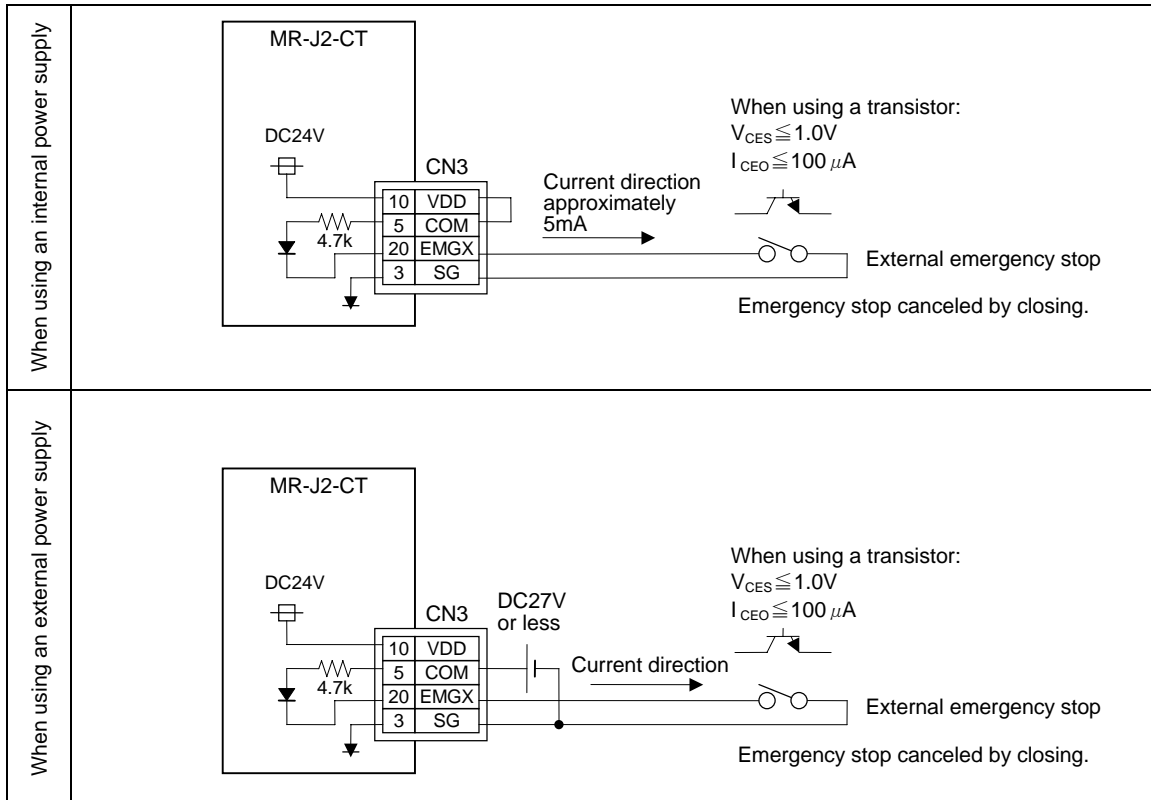 When using an internal power supply
MR-J2-CT
DC24V
4.7k
CN3
10 VDD
5 COM
20 EMGX
3 SG
Current direction
approximately
5mA
When using a transistor:
VCES≦1.0V
ICEO≦100 μA
External emergency stop
Emergency stop canceled by closing.
When using an external power supply
MR-J2-CT
DC24V
4.7k
CN3
10 VDD
5 COM
20 EMGX
3 SG
DC27V
or less
Current direction
When using a transistor:
VCES≦1.0V
ICEO≦100 μA
External emergency stop
Emergency stop canceled by closing.